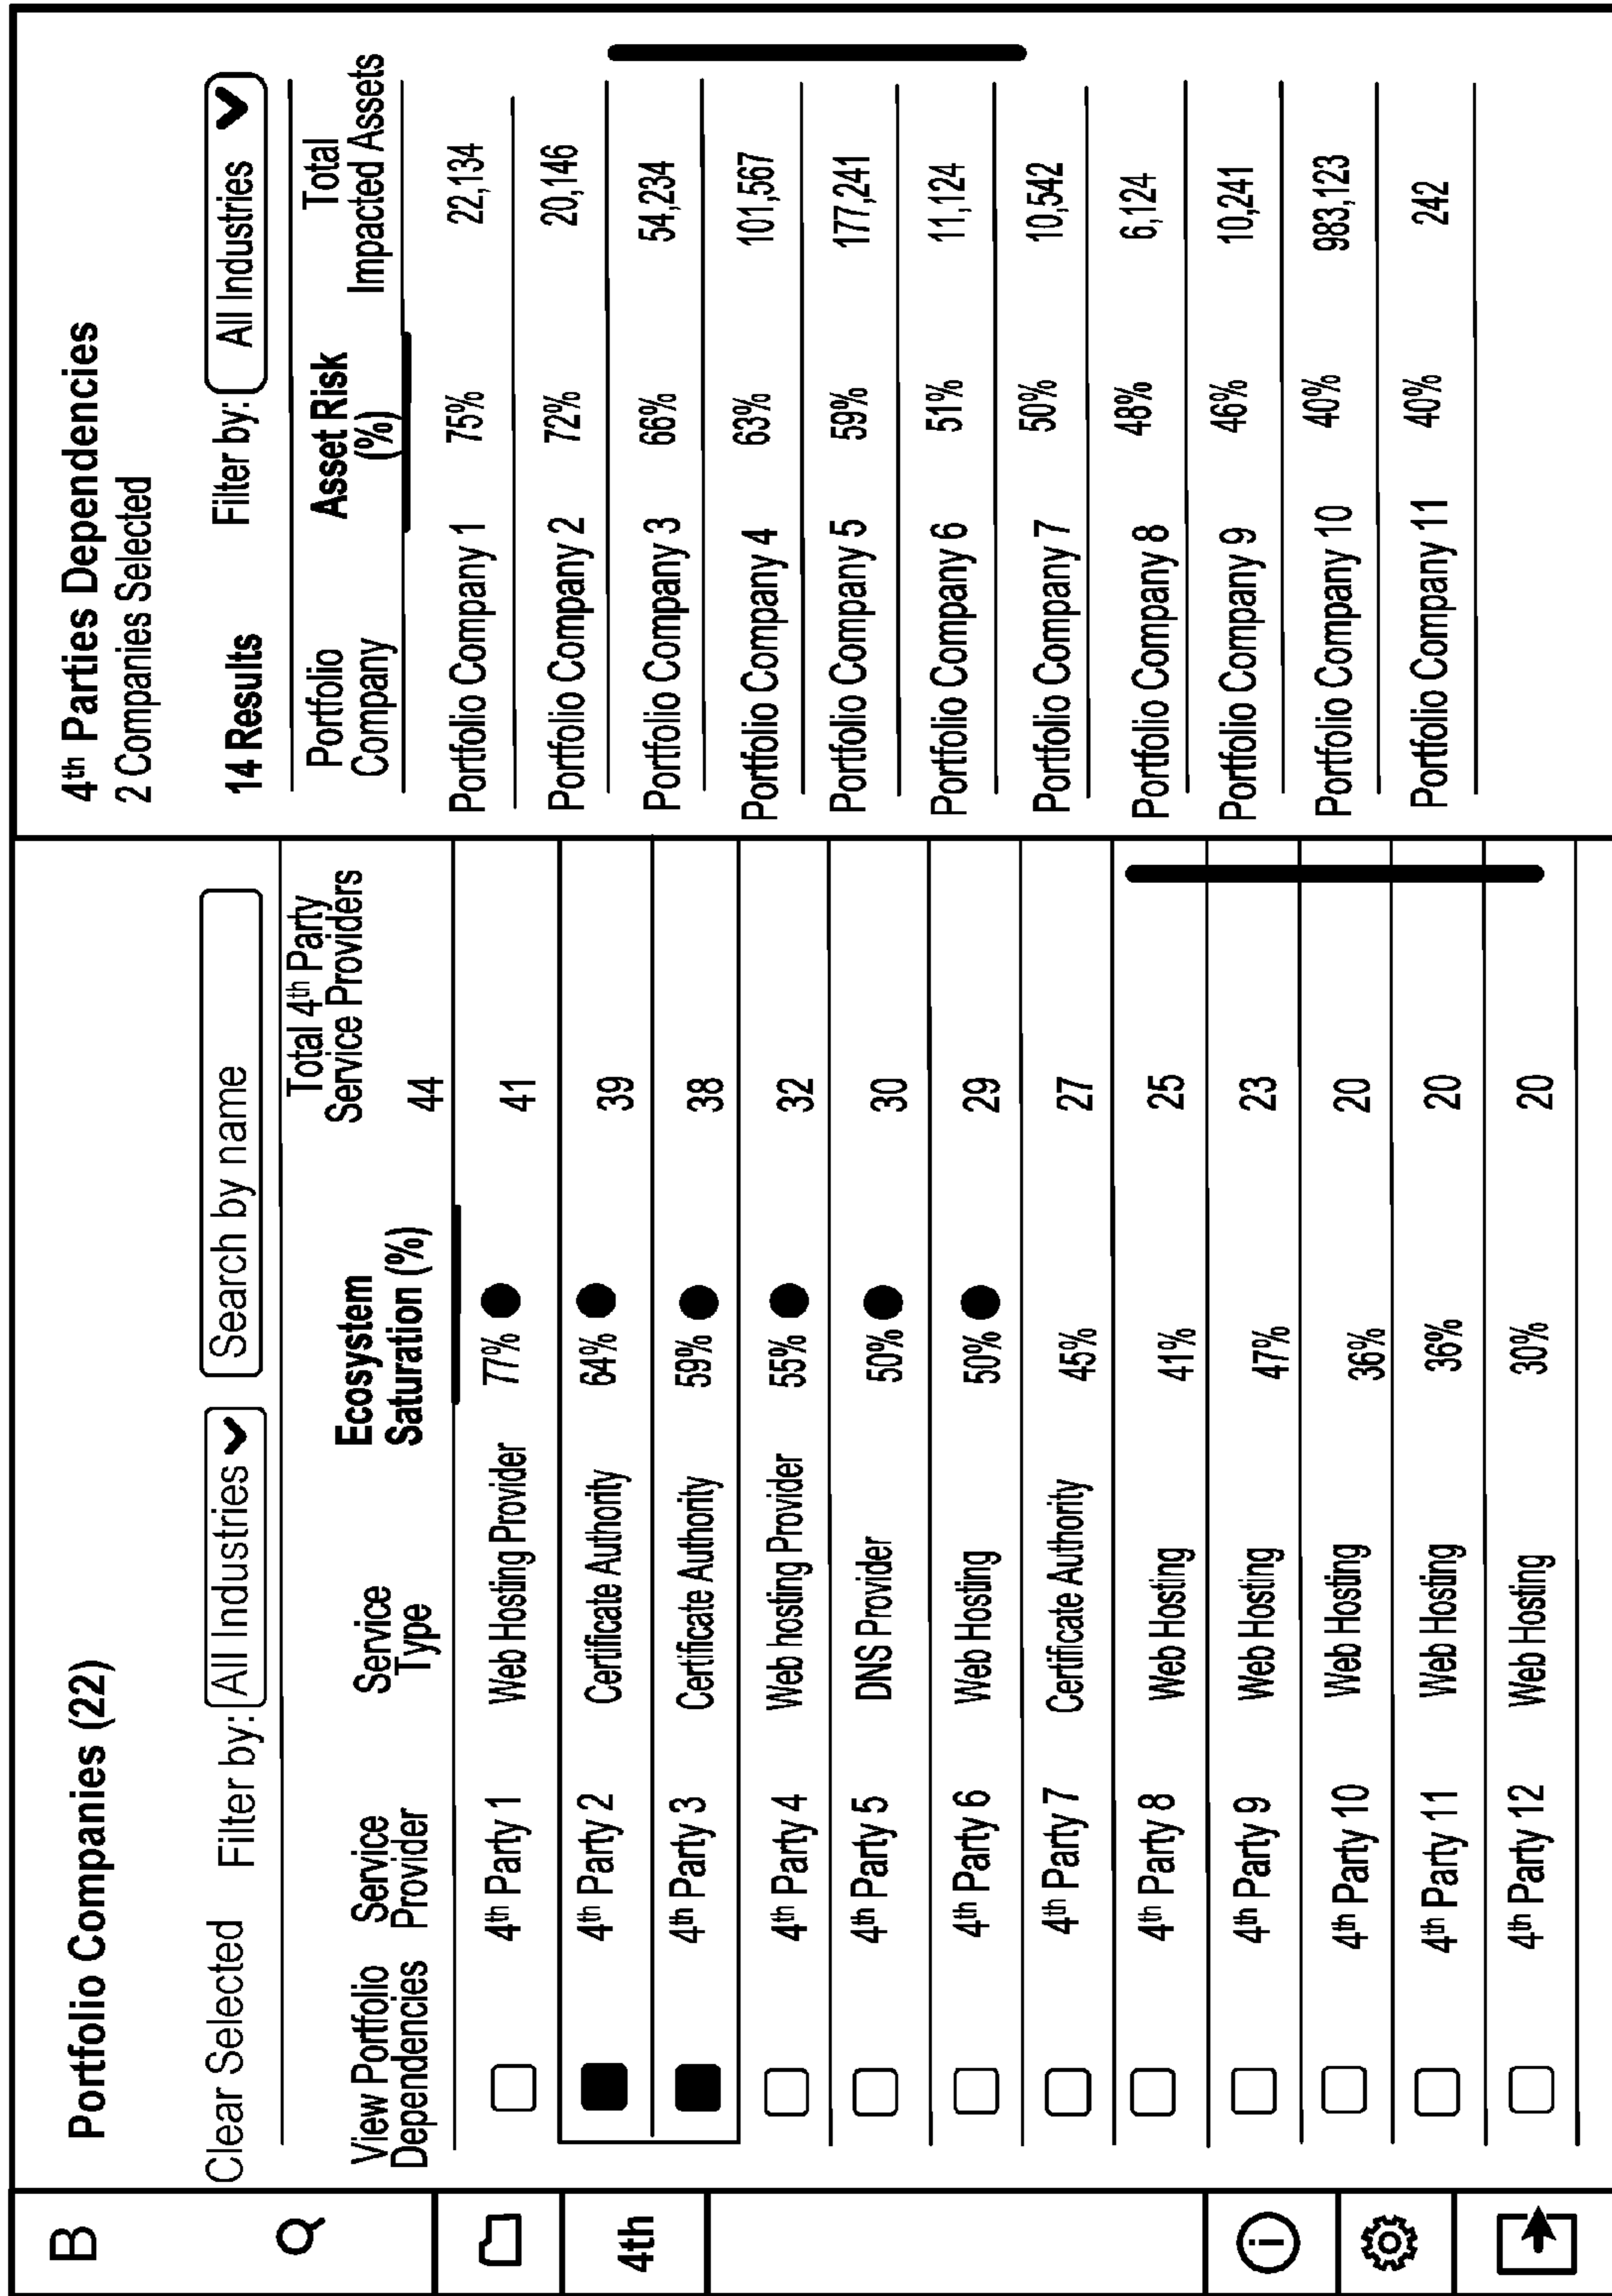 B
4th
Portfolio Companies (22)
Clear Selected Filter by: All Industries Search by name
View Portfolio Dependencies Service Provider Service Type Ecosystem Saturation (%) Total 4th Party Service Providers
44
4th Party 1 Web Hosting Provider 77% 41
4th Party 2 Certificate Authority 64% 39
4th Party 3 Certificate Authority 59% 38
4th Party 4 Web hosting Provider 55% 32
4th Party 5 DNS Provider 50% 30
4th Party 6 Web Hosting 50% 29
4th Party 7 Certificate Authority 45% 27
4th Party 8 Web Hosting 41% 25
4th Party 9 Web Hosting 47% 23
4th Party 10 Web Hosting 36% 20
4th Party 11 Web Hosting 36% 20
4th Party 12 Web Hosting 30% 20
4th Parties Dependencies
2 Companies Selected
14 Results Filter by: All Industries
Portfolio Company Asset Risk (%) Total Impacted Assets
Portfolio Company 1 75% 22,134
Portfolio Company 2 72% 20,146
Portfolio Company 3 66% 54,234
Portfolio Company 4 63% 101,567
Portfolio Company 5 59% 177,241
Portfolio Company 6 51% 11,124
Portfolio Company 7 50% 10,542
Portfolio Company 8 48% 6,124
Portfolio Company 9 46% 10,241
Portfolio Company 10 40% 983,123
Portfolio Company 11 40% 242